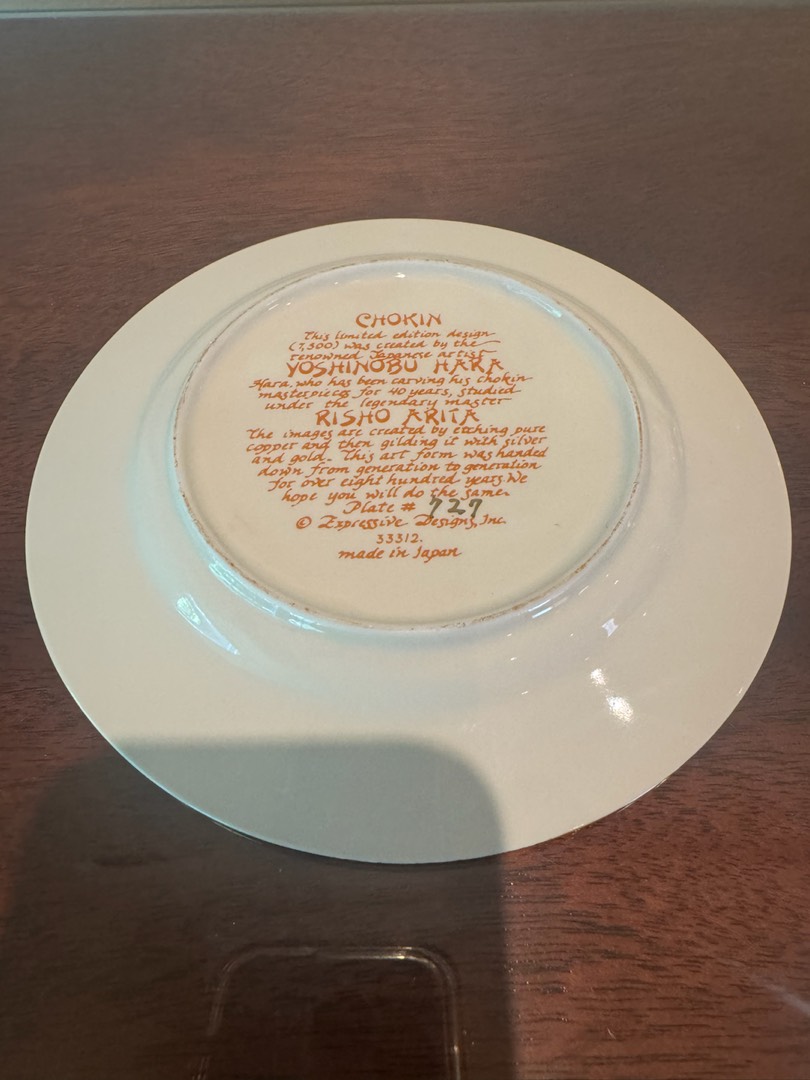 CHOKIN
This limited edition design
(7,500) was created by the
renowned Japanese artist
YOSHINOBU HARA
Hara, who has been carving his chokin
masterpieces for 40 years, studied
under the legendary master
RISHO ARITA
The images are created by etching pure
copper and then gilding it with silver
and gold. This art form was handed
down from generation to generation
for over eight hundred years. We
hope you will do the same.
Plate # 727
© Expressive Designs, Inc.
33312.
made in Japan